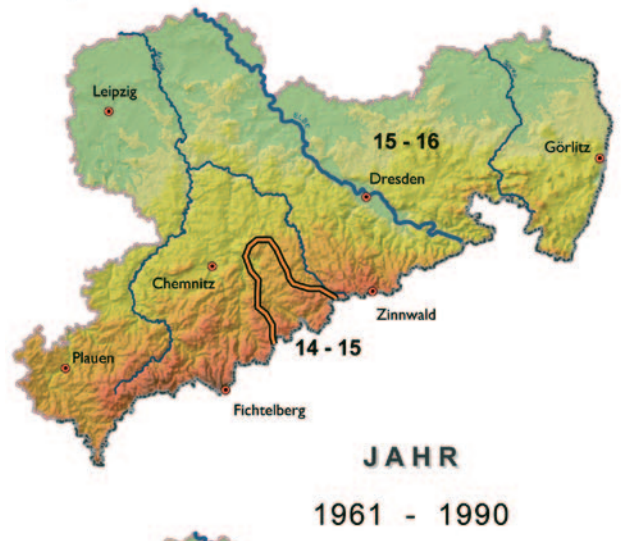 Leipzig
15 - 16
Görlitz
Dresden
Chemnitz
Zinnwald
14 - 15
Plauen
Fichtelberg
JAHR
1961 - 1990